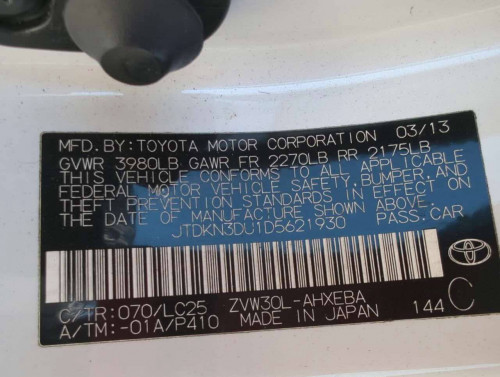 MFD. BY: TOYOTA MOTOR CORPORATION 03/13
GVWR 3980LB GAWR FR 2270LB RR 2175LB
THIS VEHICLE CONFORMS TO ALL APPLICABLE
FEDERAL MOTOR VEHICLE SAFETY, BUMPER, AND
THEFT PREVENTION STANDARDS IN EFFECT ON
THE DATE OF MANUFACTURE SHOWN ABOVE.
JTDKN3DU1D5621930 PASS.CAR
C/TR: 070/LC25 ZVW30L-AHXEBA
A/TM: -01A/P410 MADE IN JAPAN 144 C
TOYOTA